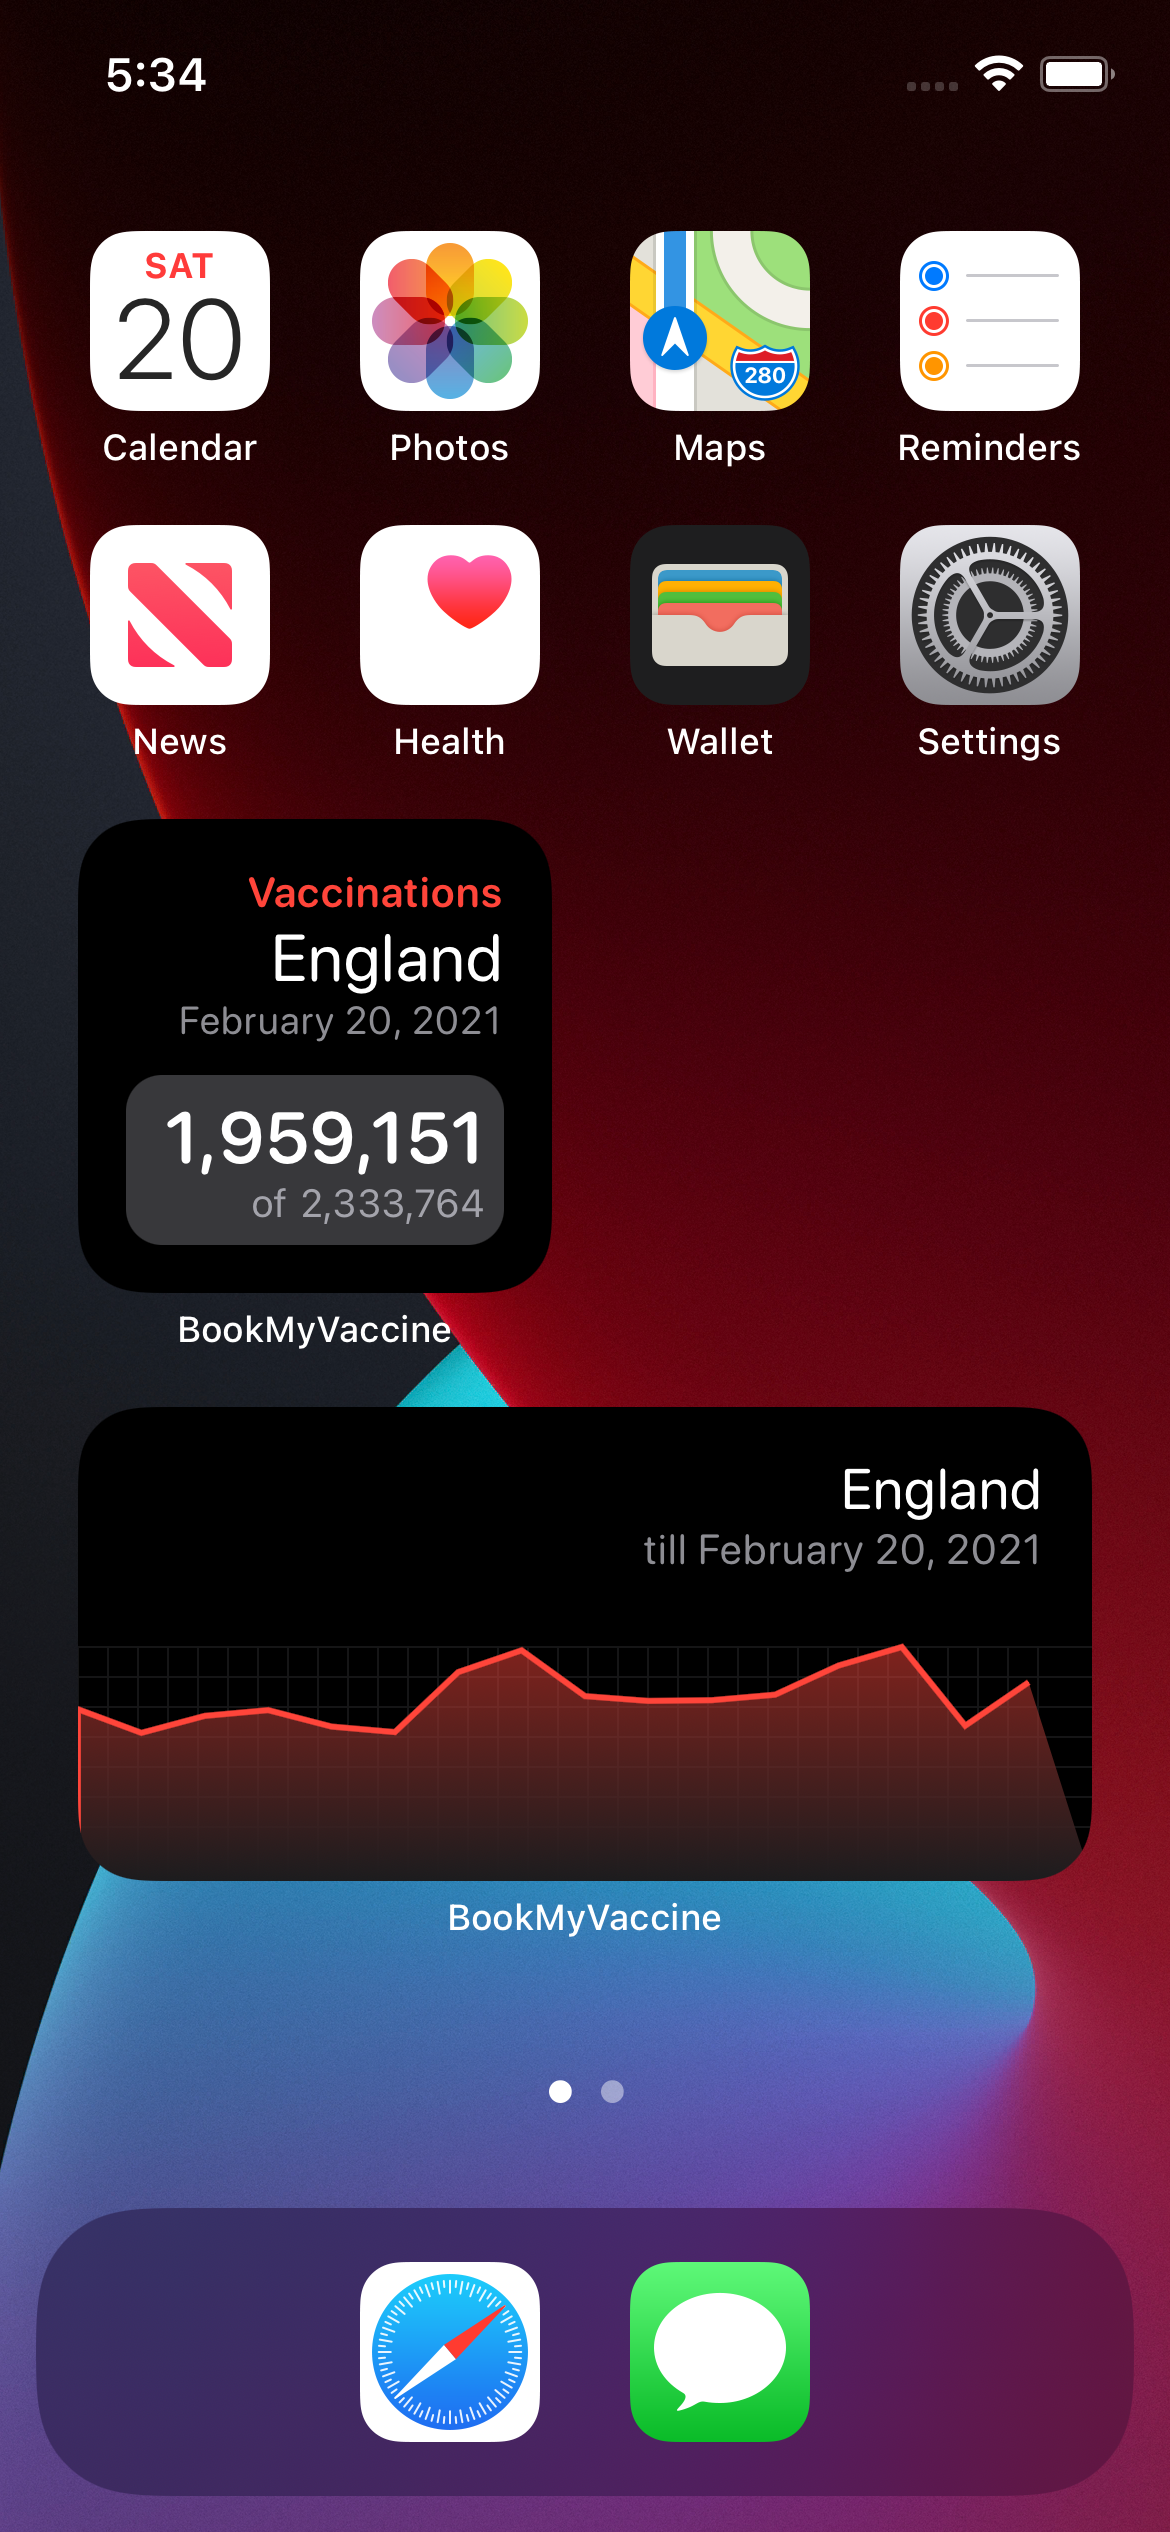 5:34
SAT
20
280
Calendar
Photos
Maps
Reminders
News
Health
Wallet
Settings
Vaccinations
England
February 20, 2021
1,959,151
of 2,333,764
BookMyVaccine
England
till February 20, 2021
BookMyVaccine